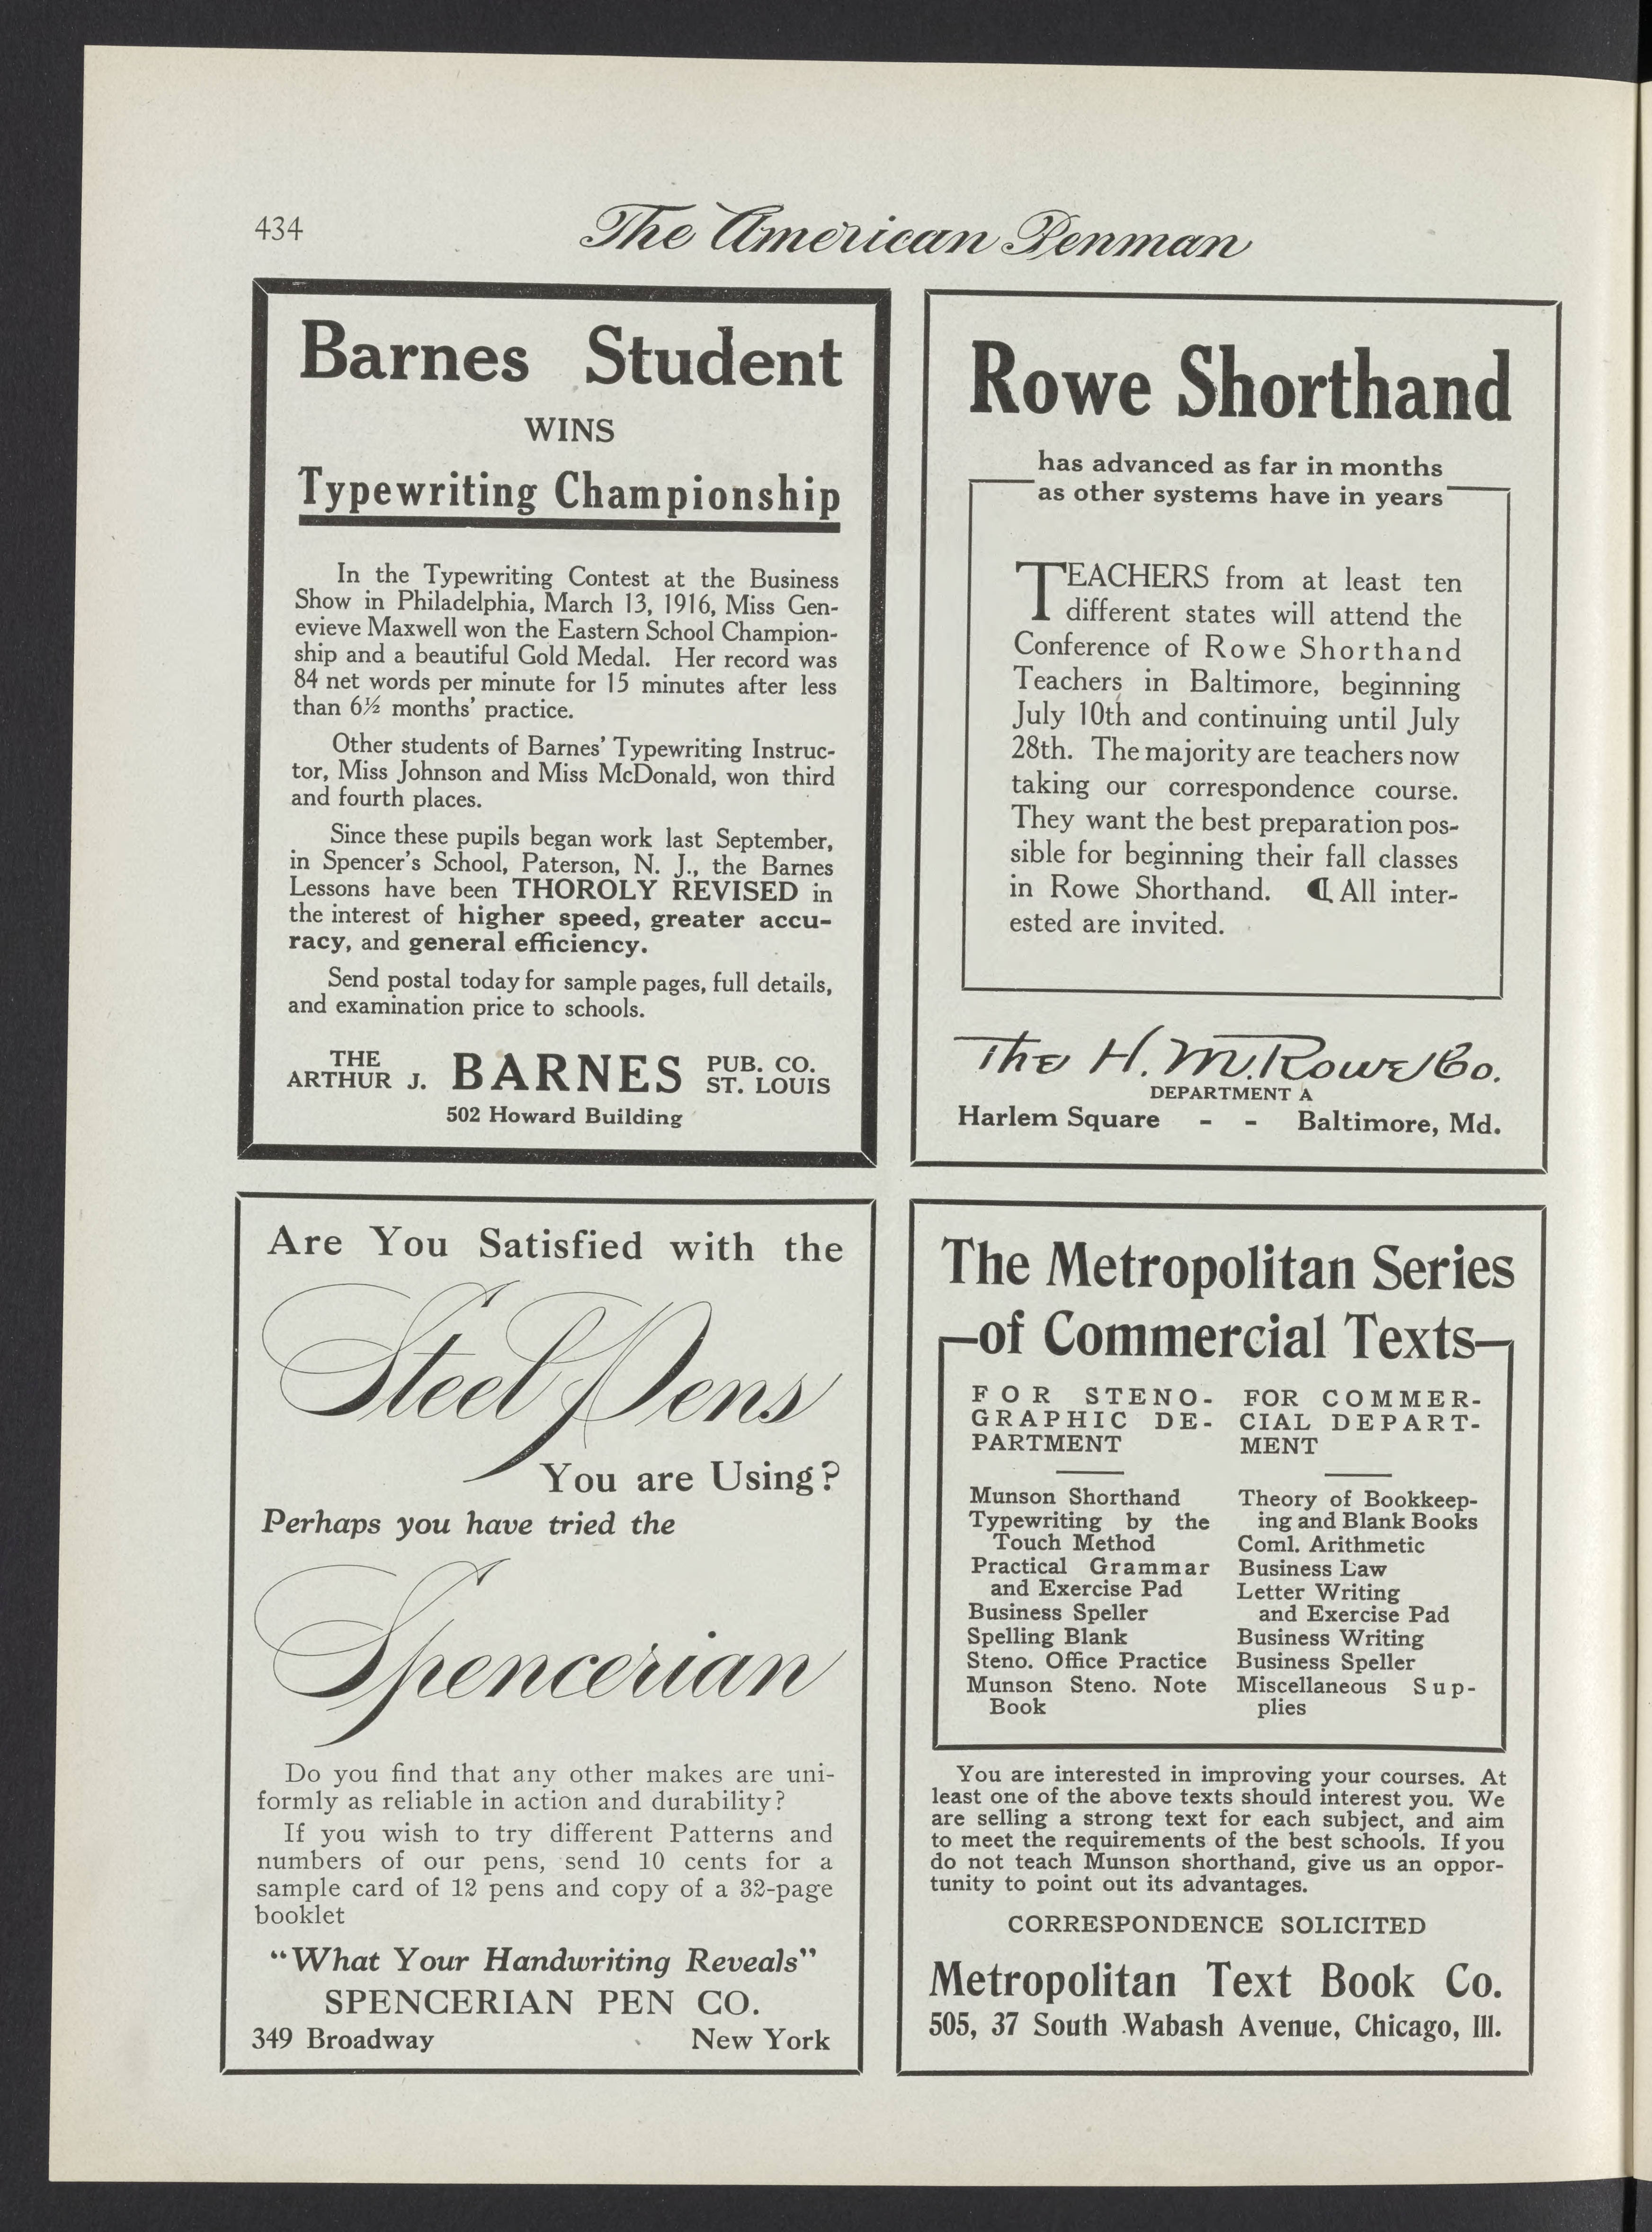 434
The American Penman
Barnes Student
WINS
Typewriting Championship
In the Typewriting Contest at the Business
Show in Philadelphia, March 13, 1916, Miss Gen-
evieve Maxwell won the Eastern School Champion-
ship and a beautiful Gold Medal. Her record was
84 net words per minute for 15 minutes after less
than 6½ months' practice.
Other students of Barnes' Typewriting Instruc-
tor, Miss Johnson and Miss McDonald, won third
and fourth places.
Since these pupils began work last September,
in Spencer's School, Paterson, N. J., the Barnes
Lessons have been THOROLY REVISED in
the interest of higher speed, greater accu-
racy, and general efficiency.
Send postal today for sample pages, full details,
and examination price to schools.
THE ARTHUR J. BARNES PUB. CO. ST. LOUIS
502 Howard Building
Rowe Shorthand
has advanced as far in months
as other systems have in years
TEACHERS from at least ten
different states will attend the
Conference of Rowe Shorthand
Teachers in Baltimore, beginning
July 10th and continuing until July
28th. The majority are teachers now
taking our correspondence course.
They want the best preparation pos-
sible for beginning their fall classes
in Rowe Shorthand. ¶ All inter-
ested are invited.
The H. M. Rowe Co.
DEPARTMENT A
Harlem Square - - Baltimore, Md.
Are You Satisfied with the
Steel Pens
You are Using?
Perhaps you have tried the
Spencerian
Do you find that any other makes are uni-
formly as reliable in action and durability?
If you wish to try different Patterns and
numbers of our pens, send 10 cents for a
sample card of 12 pens and copy of a 32-page
booklet
"What Your Handwriting Reveals"
SPENCERIAN PEN CO.
349 Broadway New York
The Metropolitan Series
of Commercial Texts
FOR STENO-
GRAPHIC DE-
PARTMENT
Munson Shorthand
Typewriting by the
Touch Method
Practical Grammar
and Exercise Pad
Business Speller
Spelling Blank
Steno. Office Practice
Munson Steno. Note
Book
FOR COMMER-
CIAL DEPART-
MENT
Theory of Bookkeep-
ing and Blank Books
Coml. Arithmetic
Business Law
Letter Writing
and Exercise Pad
Business Writing
Business Speller
Miscellaneous Sup-
plies
You are interested in improving your courses. At
least one of the above texts should interest you. We
are selling a strong text for each subject, and aim
to meet the requirements of the best schools. If you
do not teach Munson shorthand, give us an oppor-
tunity to point out its advantages.
CORRESPONDENCE SOLICITED
Metropolitan Text Book Co.
505, 37 South Wabash Avenue, Chicago, Ill.